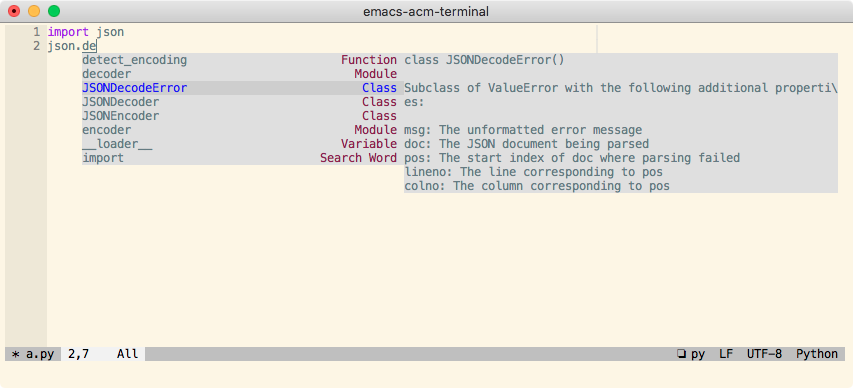 emacs-acm-terminal
1 import json
2 json.de
detect_encoding Function class JSONDecodeError()
decoder Module
JSONDecodeError Class Subclass of ValueError with the following additional properti\
JSONDecoder Class es:
JSONEncoder Class
encoder Module msg: The unformatted error message
__loader__ Variable doc: The JSON document being parsed
import Search Word pos: The start index of doc where parsing failed
lineno: The line corresponding to pos
colno: The column corresponding to pos
* a.py 2,7 All py LF UTF-8 Python